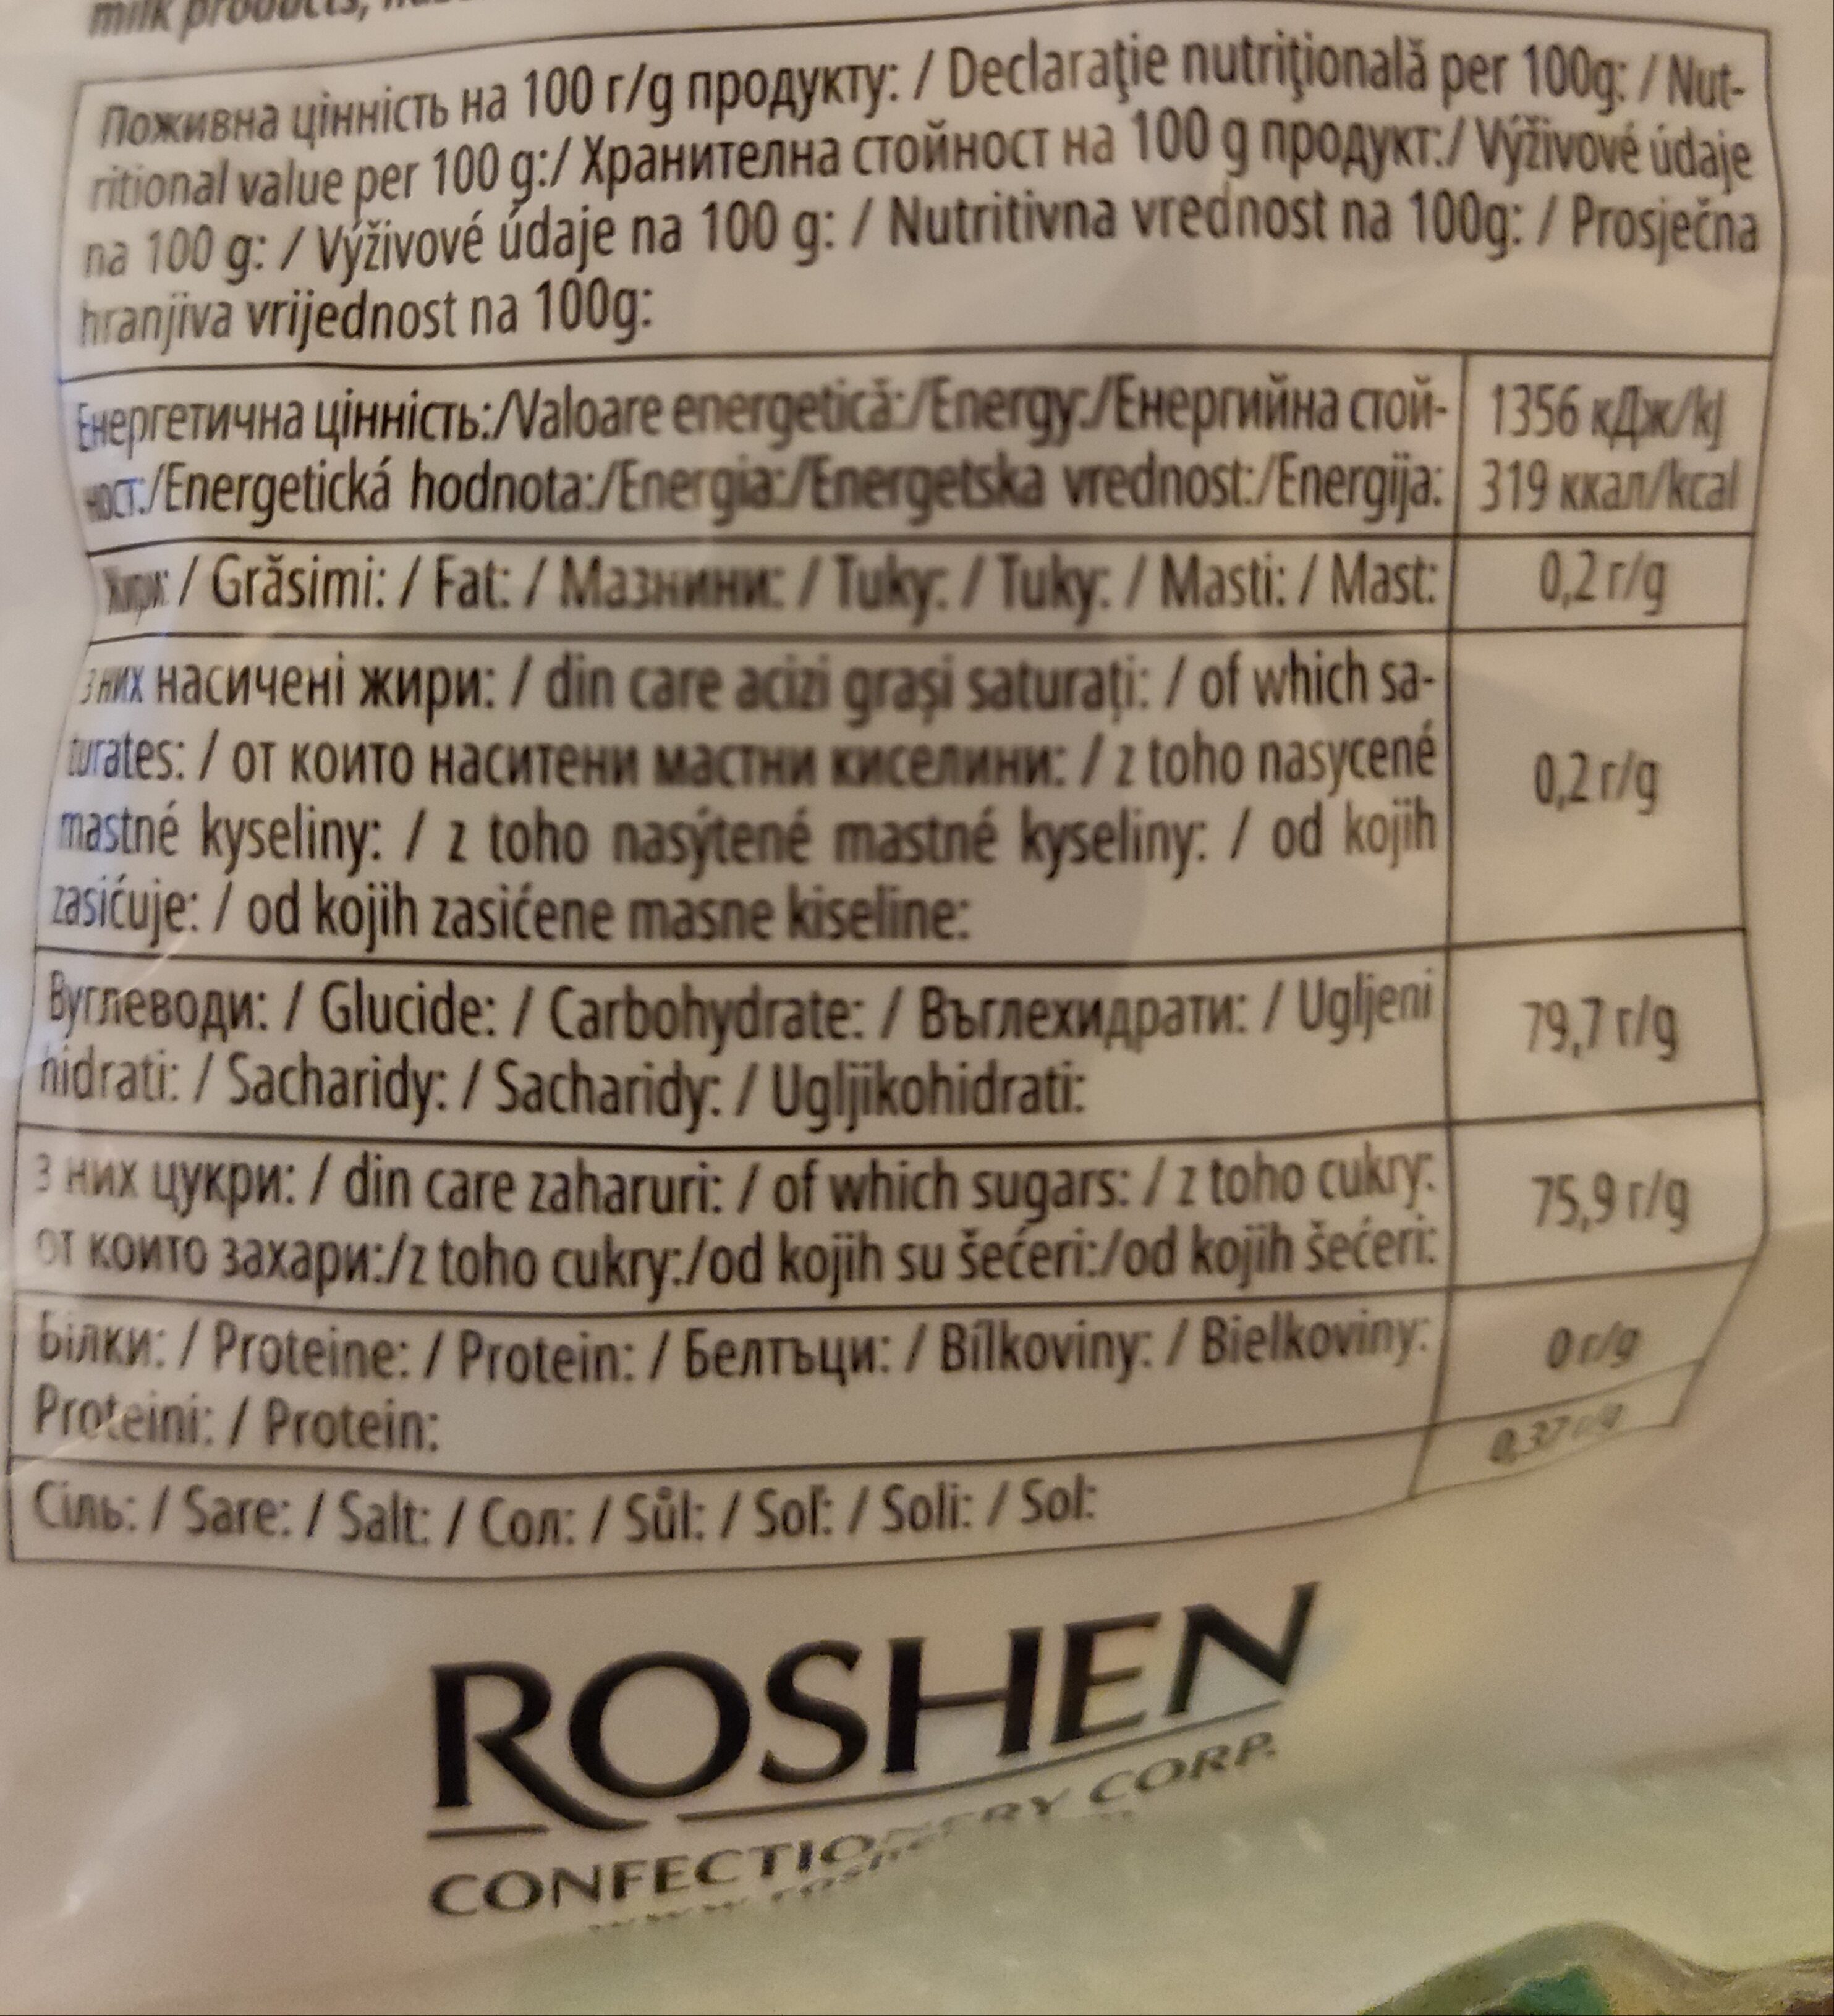 milk products,
Поживна цінність на 100 г/g продукту: / Declaraţie nutriţională per 100g: / Nut-
ritional value per 100 g:/ Хранителна стойност на 100 g продукт:/ Výživové údaje
na 100 g: / Výživové údaje na 100 g: / Nutritivna vrednost na 100g: / Prosječna
hranjiva vrijednost na 100g:
Енергетична цінність:/Valoare energetică:/Energy:/Енергийна стой-
ност:/Energetická hodnota:/Energia:/Energetska vrednost:/Energija:
1356 кДж/kJ
319 ккал/kcal
Жири: / Grăsimi: / Fat: / Мазнини: / Tuky: / Tuky: / Masti: / Mast:
0,2 г/g
з них насичені жири: / din care acizi graşi saturaţi: / of which sa-
turates: / от които наситени мастни киселини: / z toho nasycené
mastné kyseliny: / z toho nasýtené mastné kyseliny: / od kojih
zasićuje: / od kojih zasićene masne kiseline:
0,2 г/g
Вуглеводи: / Glucide: / Carbohydrate: / Въглехидрати: / Ugljeni
hidrati: / Sacharidy: / Sacharidy: / Ugljikohidrati:
79,7 г/g
з них цукри: / din care zaharuri: / of which sugars: / z toho cukry:
от които захари:/z toho cukry:/od kojih su šećeri:/od kojih šećeri:
75,9 г/g
Білки: / Proteine: / Protein: / Белтъци: / Bílkoviny: / Bielkoviny:
Proteini: / Protein:
0 г/g
Сіль: / Sare: / Salt: / Сол: / Sůl: / Soľ: / Soli: / Sol:
0,37 г/g
ROSHEN
CONFECTIONERY CORP.